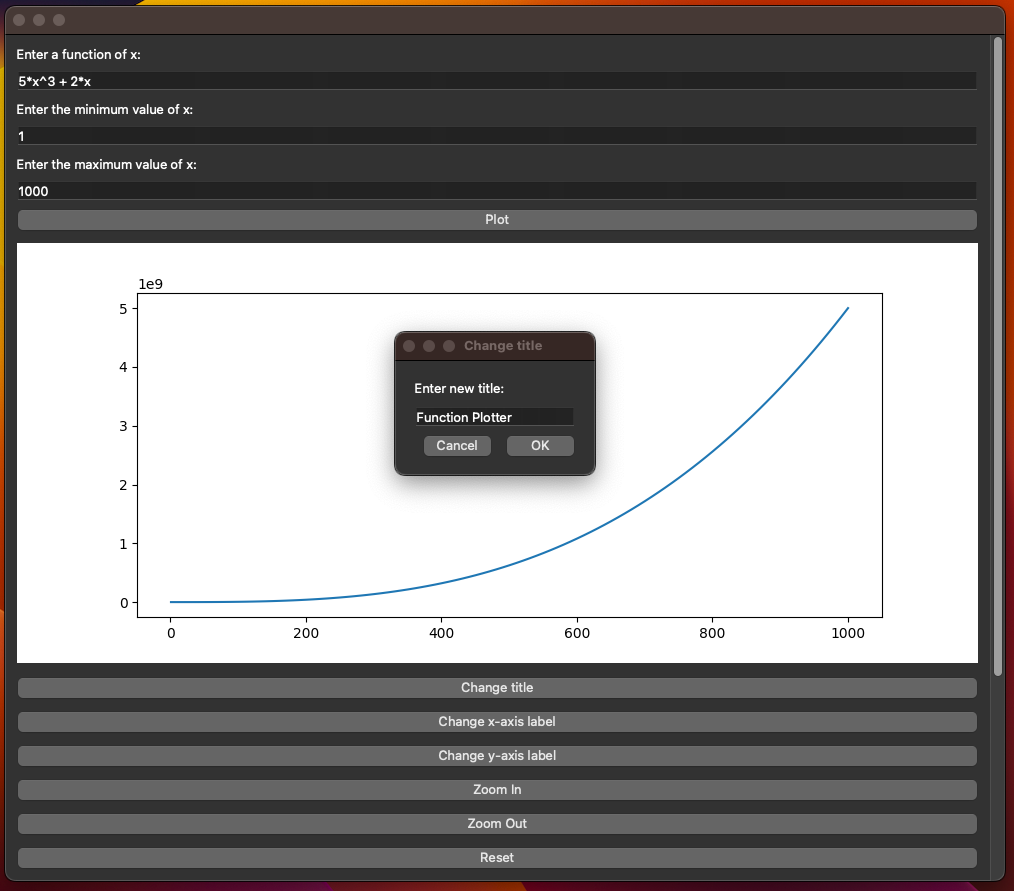 Enter a function of x:
5*x^3 + 2*x
Enter the minimum value of x:
1
Enter the maximum value of x:
1000
Plot
1e9
5
4
3
2
1
0
0 200 400 600 800 1000
Change title
Enter new title:
Function Plotter
Cancel OK
Change title
Change x-axis label
Change y-axis label
Zoom In
Zoom Out
Reset